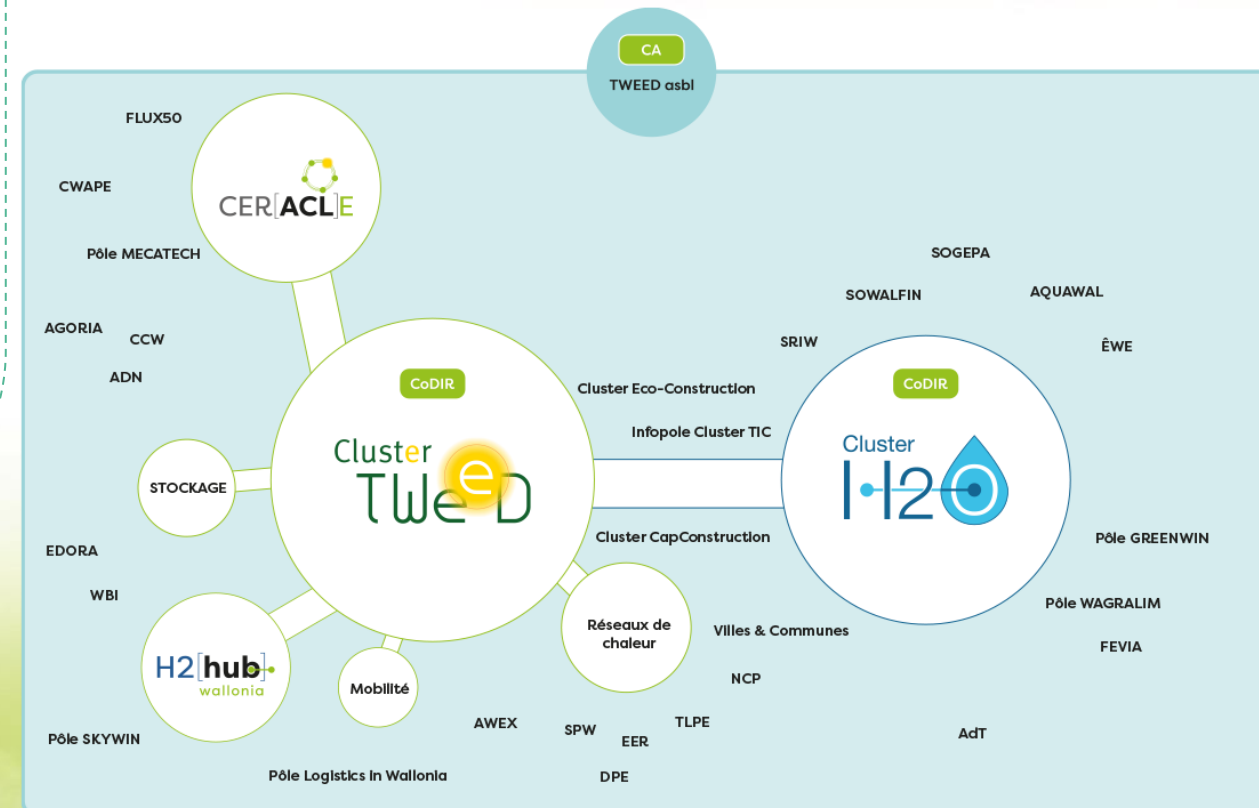 CA
TWEED asbl
FLUX50
CWAPE
CER[ACL]E
Pôle MECATECH
SOGEPA
SOWALFIN
AQUAWAL
AGORIA
CCW
SRIW
ÊWE
ADN
CoDIR
Cluster Eco-Construction
CoDIR
Infopole Cluster TIC
Cluster
TWeeD
Cluster
H2O
STOCKAGE
Cluster CapConstruction
Pôle GREENWIN
EDORA
WBI
Pôle WAGRALIM
Réseaux de
chaleur
Villes & Communes
FEVIA
H2[hub]
wallonia
Mobilité
NCP
Pôle SKYWIN
AWEX
SPW
EER
TLPE
AdT
Pôle Logistics in Wallonia
DPE